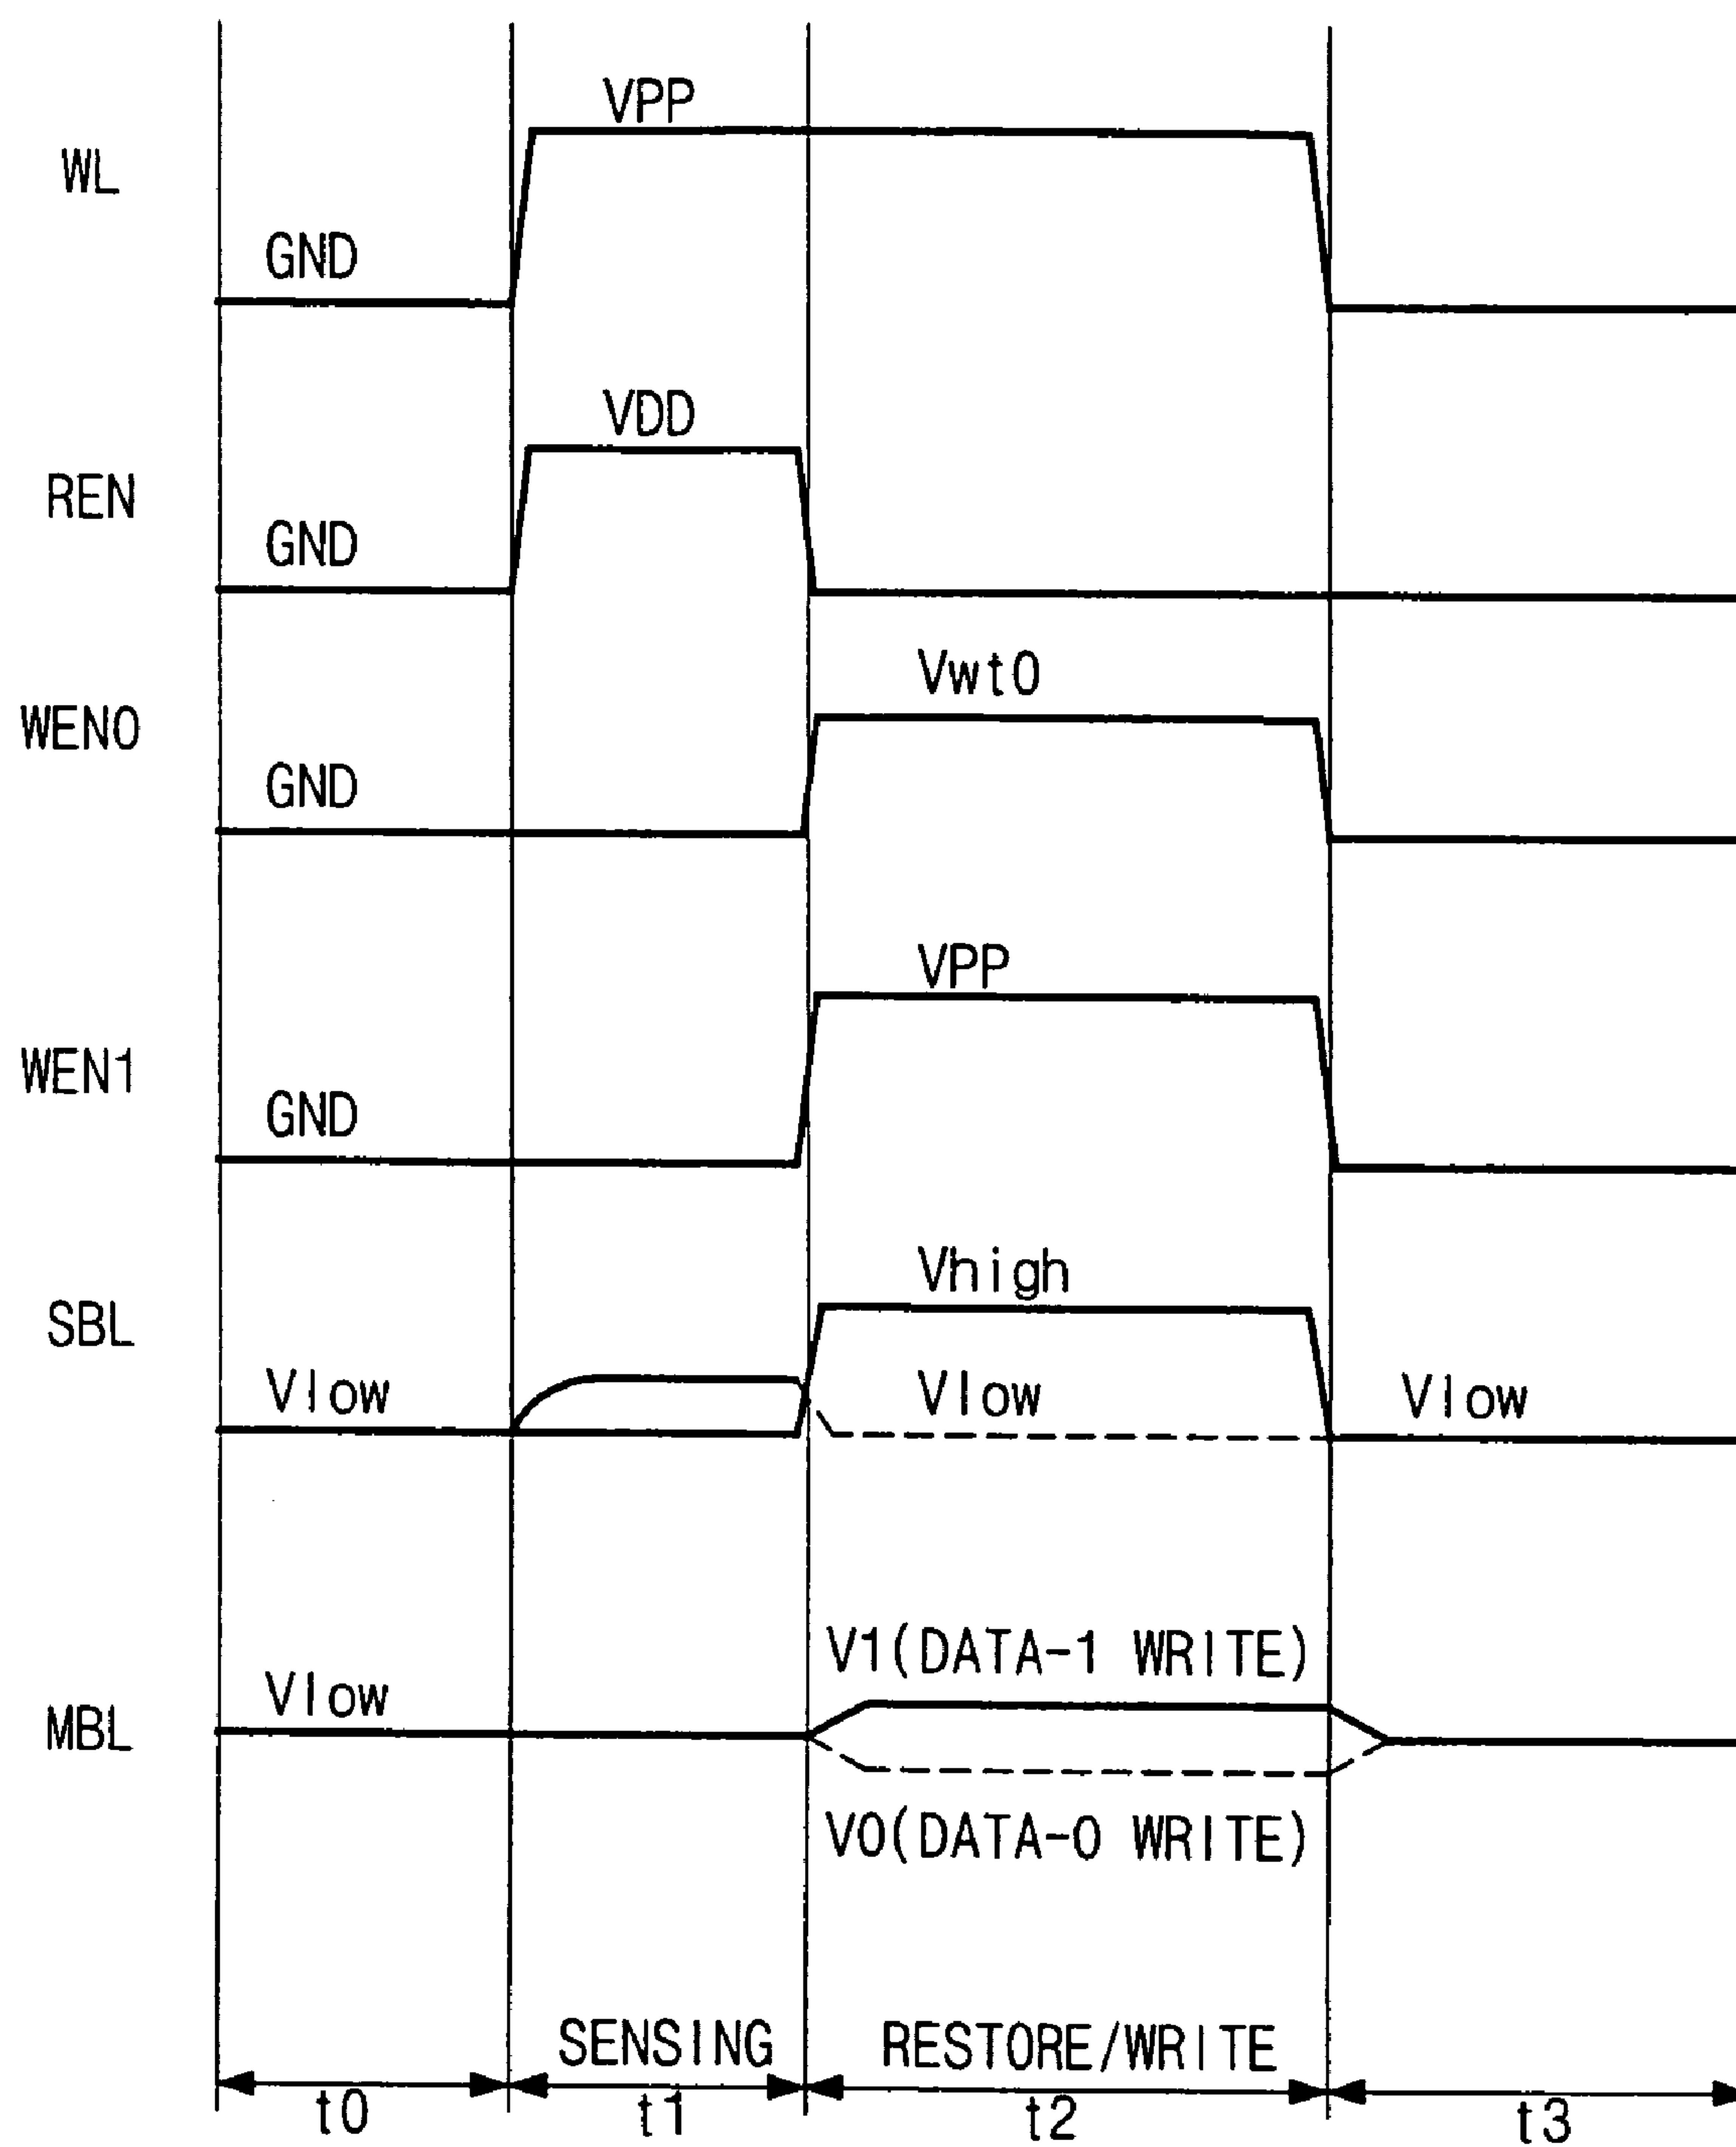 VPP
WL
GND
VDD
REN
GND
Vwt0
WEN0
GND
VPP
WEN1
GND
Vhigh
SBL
Vlow Vlow Vlow
V1(DATA-1 WRITE)
Vlow
MBL
V0(DATA-0 WRITE)
SENSING RESTORE/WRITE
t0 t1 t2 t3